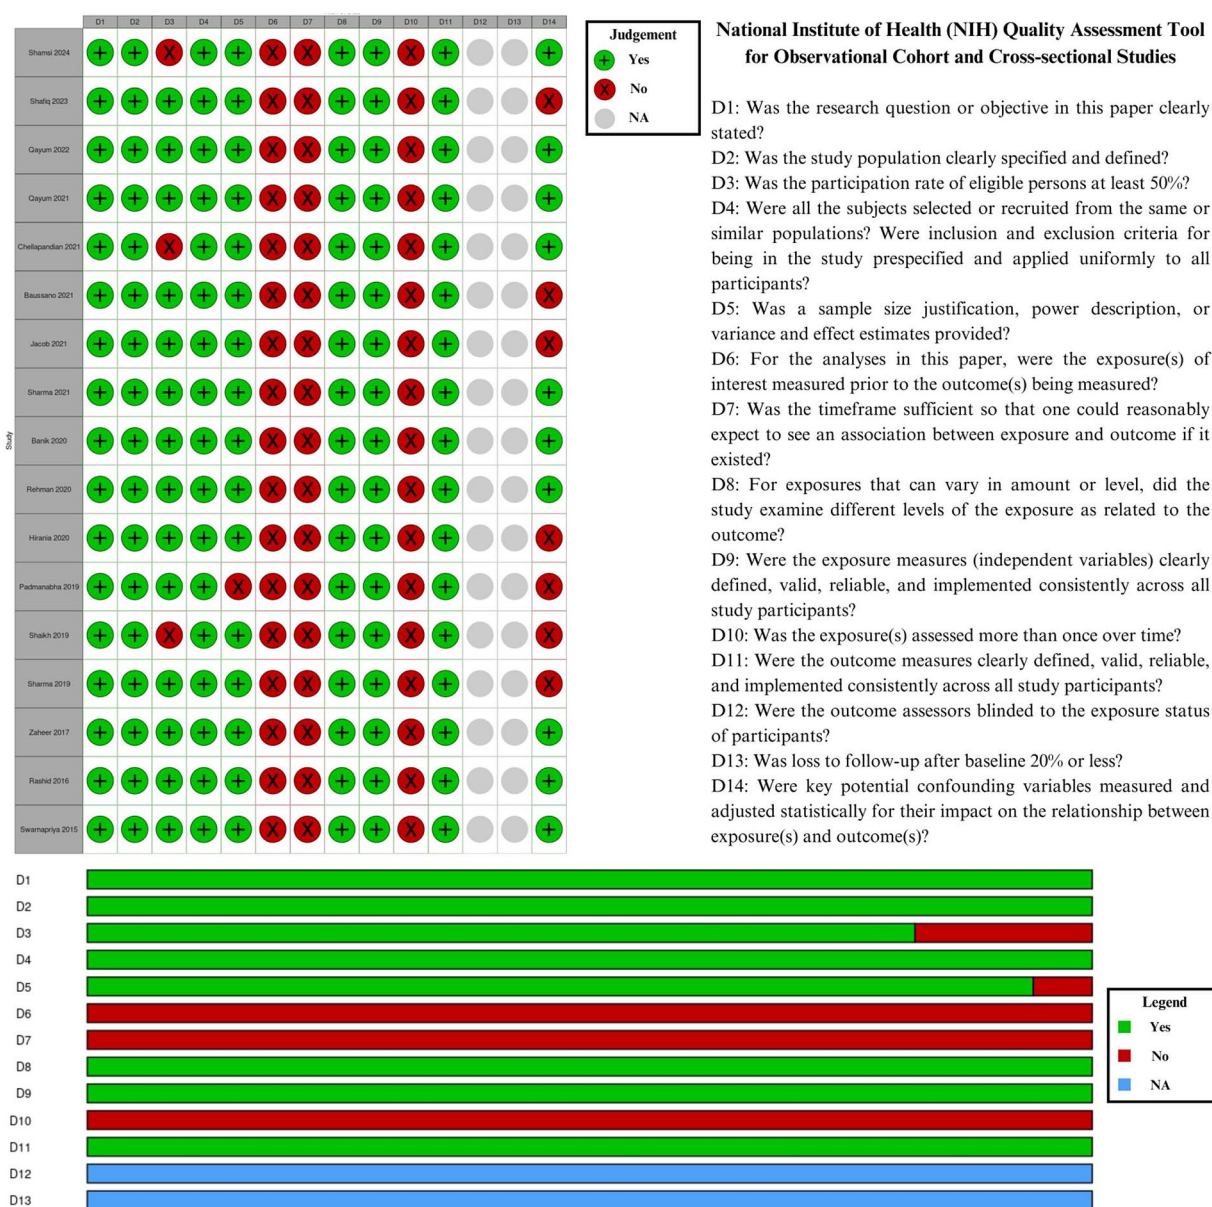 D1 D2 D3 D4 D5 D6 D7 D8 D9 D10 D11 D12 D13 D14
Shamsi 2024
Shafiq 2023
Qayum 2022
Qayum 2021
Chellapandian 2021
Baussano 2021
Jacob 2021
Sharma 2021
Study
Banik 2020
Rehman 2020
Hirania 2020
Padmanabha 2019
Shaikh 2019
Sharma 2019
Zaheer 2017
Rashid 2016
Swarnapriya 2015
Judgement
Yes
No
NA
National Institute of Health (NIH) Quality Assessment Tool
for Observational Cohort and Cross-sectional Studies
D1: Was the research question or objective in this paper clearly
stated?
D2: Was the study population clearly specified and defined?
D3: Was the participation rate of eligible persons at least 50%?
D4: Were all the subjects selected or recruited from the same or
similar populations? Were inclusion and exclusion criteria for
being in the study prespecified and applied uniformly to all
participants?
D5: Was a sample size justification, power description, or
variance and effect estimates provided?
D6: For the analyses in this paper, were the exposure(s) of
interest measured prior to the outcome(s) being measured?
D7: Was the timeframe sufficient so that one could reasonably
expect to see an association between exposure and outcome if it
existed?
D8: For exposures that can vary in amount or level, did the
study examine different levels of the exposure as related to the
outcome?
D9: Were the exposure measures (independent variables) clearly
defined, valid, reliable, and implemented consistently across all
study participants?
D10: Was the exposure(s) assessed more than once over time?
D11: Were the outcome measures clearly defined, valid, reliable,
and implemented consistently across all study participants?
D12: Were the outcome assessors blinded to the exposure status
of participants?
D13: Was loss to follow-up after baseline 20% or less?
D14: Were key potential confounding variables measured and
adjusted statistically for their impact on the relationship between
exposure(s) and outcome(s)?
D1
D2
D3
D4
D5
D6
D7
D8
D9
D10
D11
D12
D13
Legend
Yes
No
NA